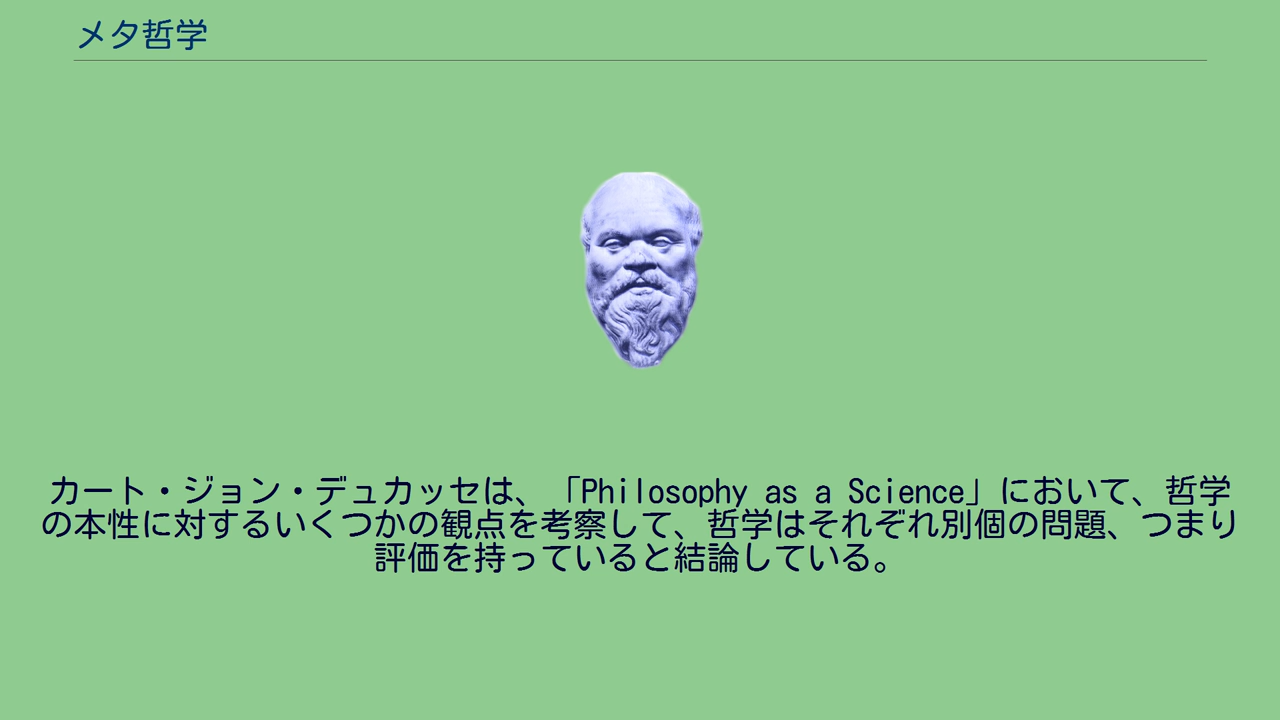 メタ哲学
カート・ジョン・デュカッセは、「Philosophy as a Science」において、哲学
の本性に対するいくつかの観点を考察して、哲学はそれぞれ別個の問題、つまり
評価を持っていると結論している。